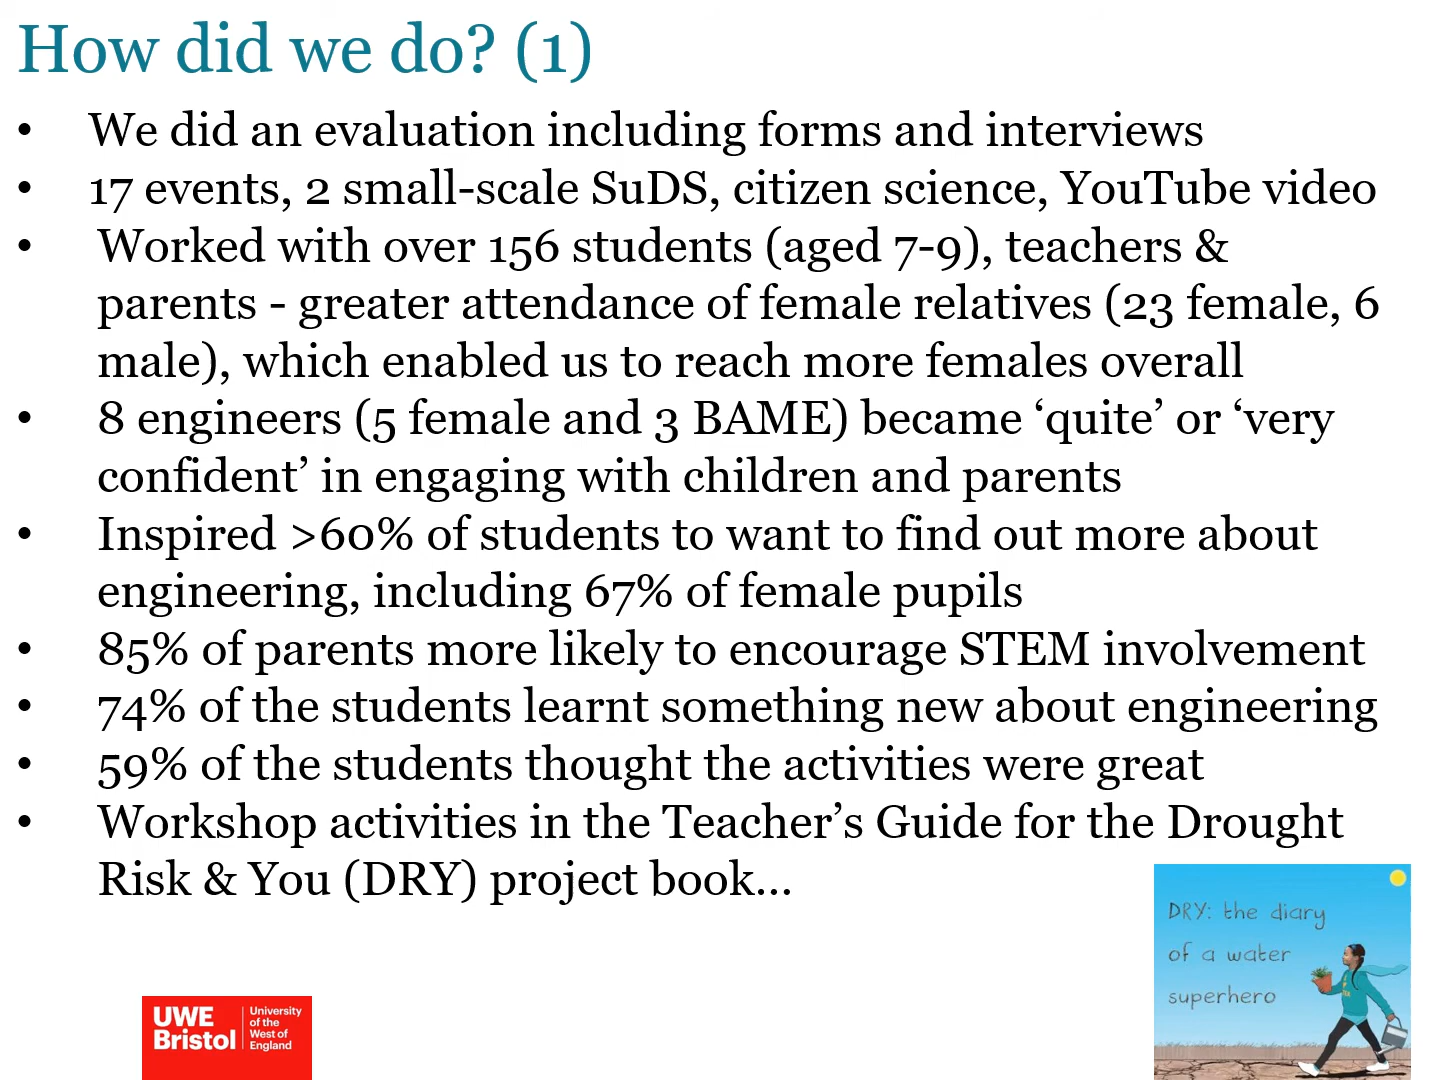 How did we do? (1)
• We did an evaluation including forms and interviews
• 17 events, 2 small-scale SuDS, citizen science, YouTube video
• Worked with over 156 students (aged 7-9), teachers &
parents - greater attendance of female relatives (23 female, 6
male), which enabled us to reach more females overall
• 8 engineers (5 female and 3 BAME) became ‘quite’ or ‘very
confident’ in engaging with children and parents
• Inspired >60% of students to want to find out more about
engineering, including 67% of female pupils
• 85% of parents more likely to encourage STEM involvement
• 74% of the students learnt something new about engineering
• 59% of the students thought the activities were great
• Workshop activities in the Teacher’s Guide for the Drought
Risk & You (DRY) project book...
DRY: the diary
of a water
superhero
UWE
Bristol
University
of the
West of
England